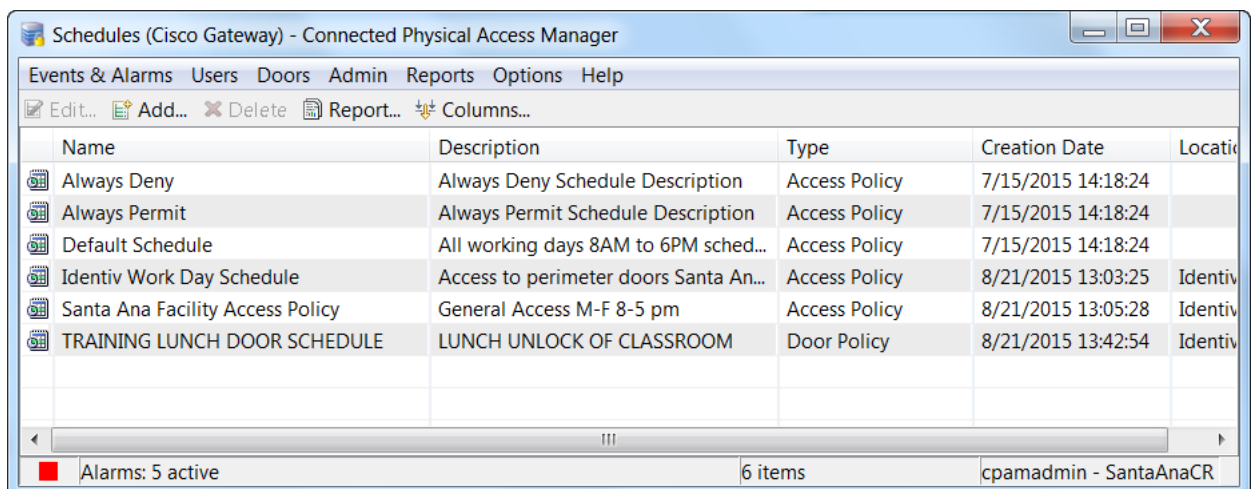 Schedules (Cisco Gateway) - Connected Physical Access Manager
Events & Alarms Users Doors Admin Reports Options Help
Edit... Add... Delete Report... Columns...
Name Description Type Creation Date Locatio
Always Deny Always Deny Schedule Description Access Policy 7/15/2015 14:18:24
Always Permit Always Permit Schedule Description Access Policy 7/15/2015 14:18:24
Default Schedule All working days 8AM to 6PM sched... Access Policy 7/15/2015 14:18:24
Identiv Work Day Schedule Access to perimeter doors Santa An... Access Policy 8/21/2015 13:03:25 Identiv
Santa Ana Facility Access Policy General Access M-F 8-5 pm Access Policy 8/21/2015 13:05:28 Identiv
TRAINING LUNCH DOOR SCHEDULE LUNCH UNLOCK OF CLASSROOM Door Policy 8/21/2015 13:42:54 Identiv
Alarms: 5 active 6 items cpamadmin - SantaAnaCR